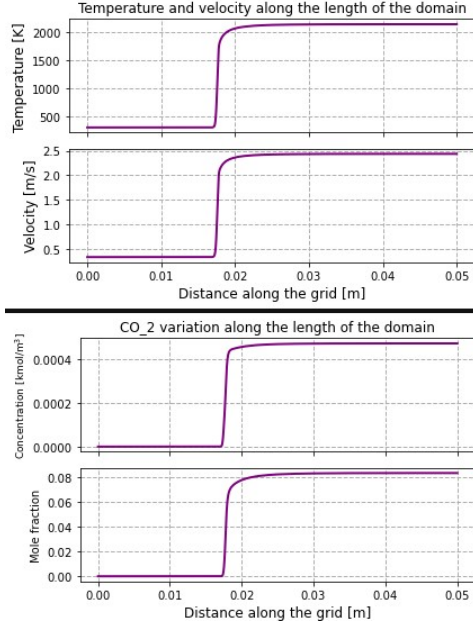 Temperature and velocity along the length of the domain
Temperature [K]
2000
1500
1000
500
Velocity [m/s]
2.5
2.0
1.5
1.0
0.5
0.00 0.01 0.02 0.03 0.04 0.05
Distance along the grid [m]
CO_2 variation along the length of the domain
Concentration [kmol/m³]
0.0004
0.0002
0.0000
Mole fraction
0.08
0.06
0.04
0.02
0.00
0.00 0.01 0.02 0.03 0.04 0.05
Distance along the grid [m]